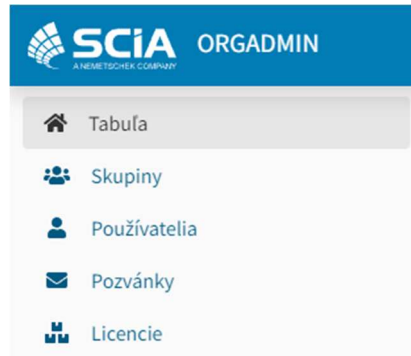 SCIA ORGADMIN
A NEMETSCHEK COMPANY
Tabuľa
Skupiny
Používatelia
Pozvánky
Licencie